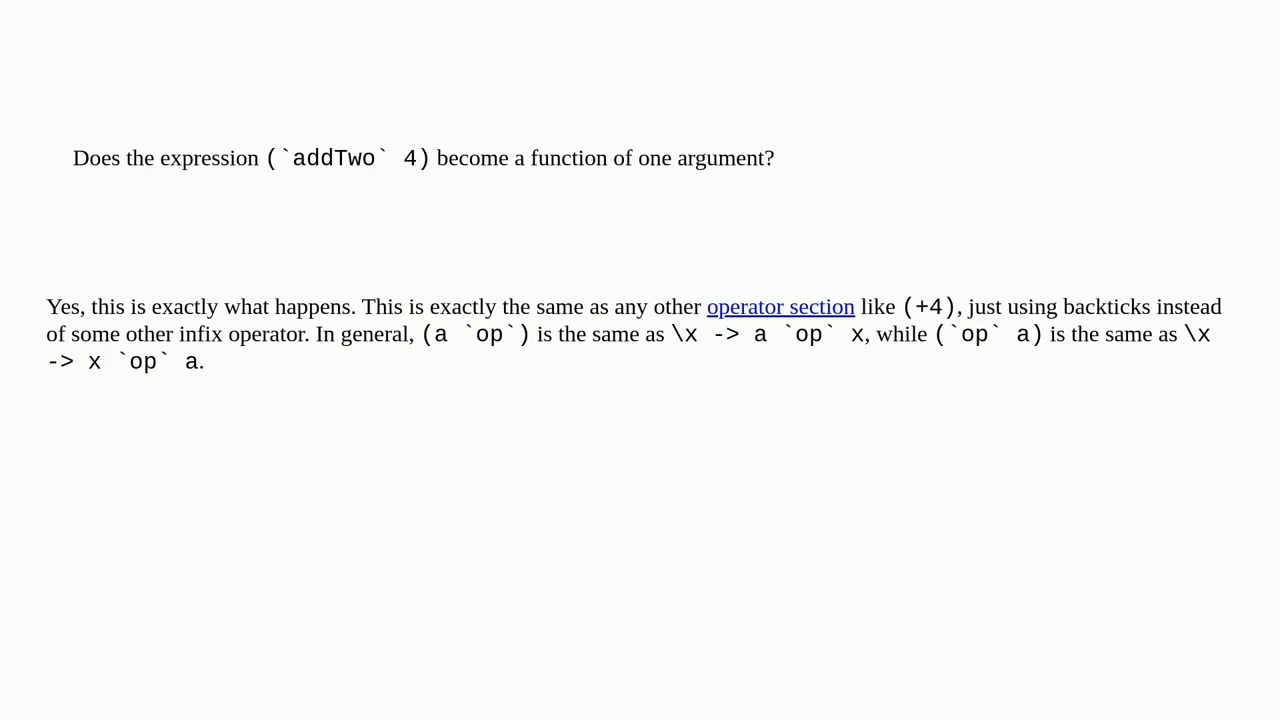 Does the expression (`addTwo` 4) become a function of one argument?
Yes, this is exactly what happens. This is exactly the same as any other operator section like (+4), just using backticks instead
of some other infix operator. In general, (a `op`) is the same as \x -> a `op` x, while (`op` a) is the same as \x
-> x `op` a.